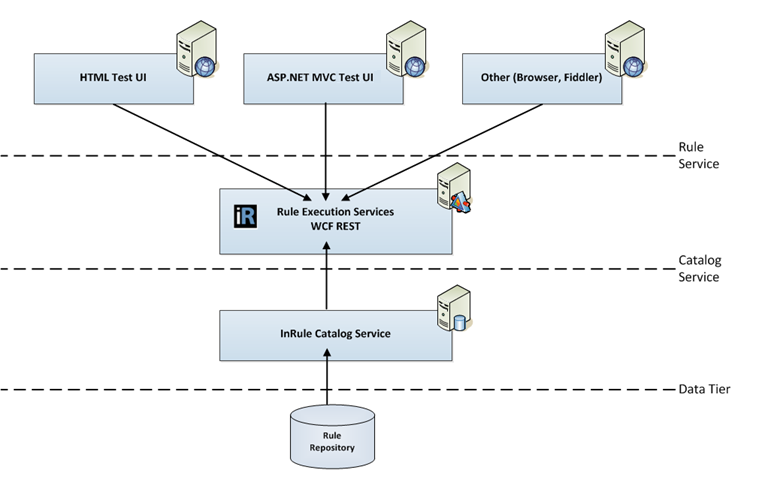 HTML Test UI
ASP.NET MVC Test UI
Other (Browser, Fiddler)
Rule
Service
iR
Rule Execution Services
WCF REST
Catalog
Service
InRule Catalog Service
Data Tier
Rule
Repository